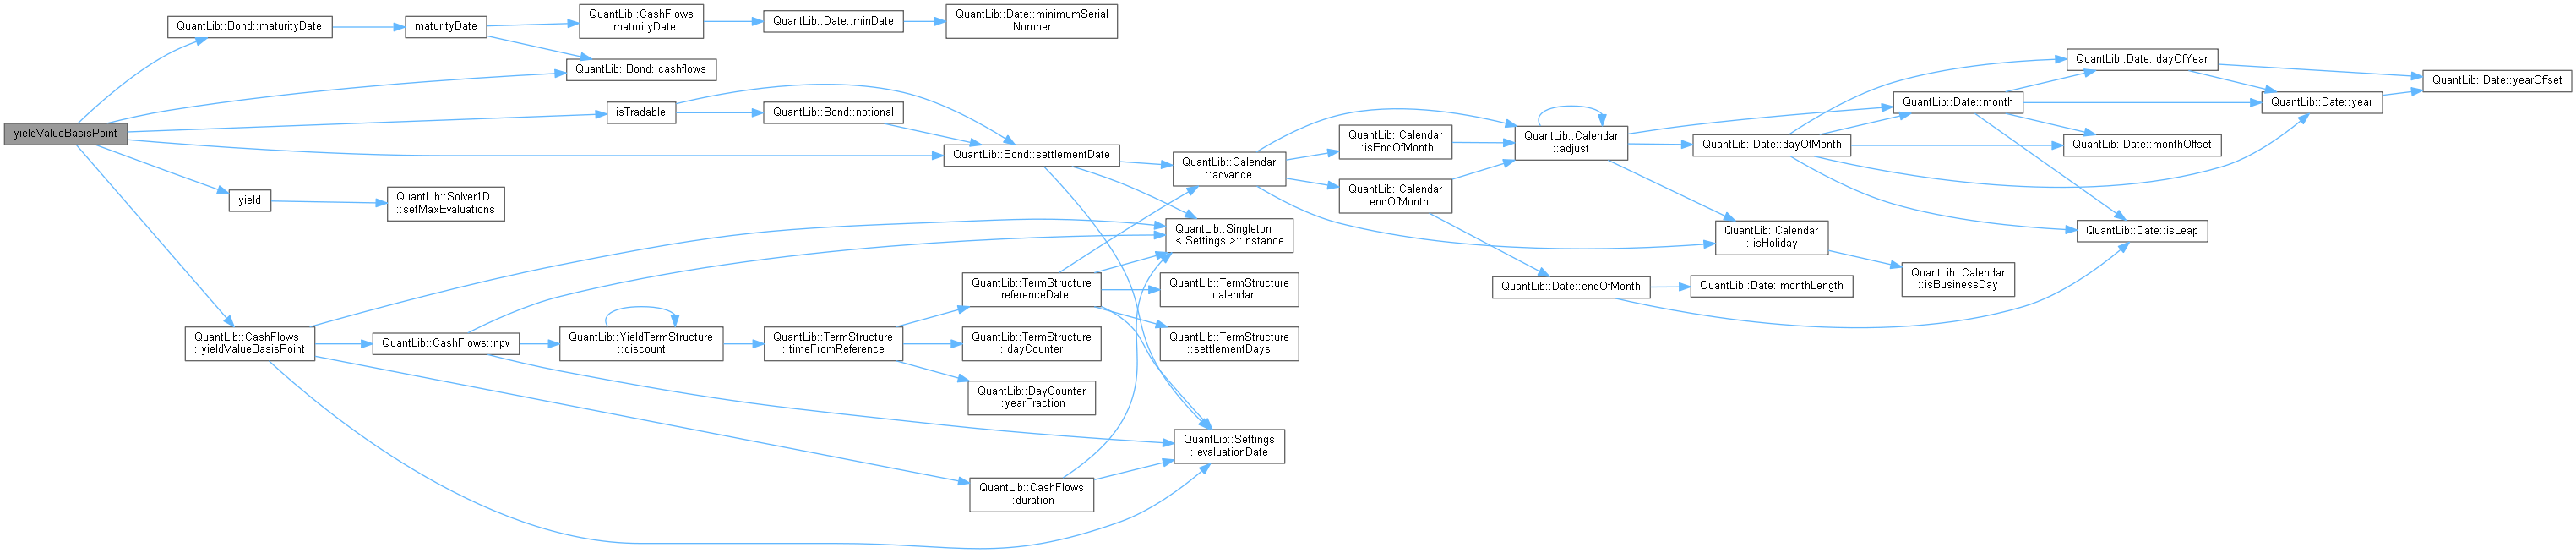 yieldValueBasisPoint
QuantLib::Bond::maturityDate
maturityDate
QuantLib::CashFlows
::maturityDate
QuantLib::Date::minDate
QuantLib::Date::minimumSerial
Number
QuantLib::Bond::cashflows
isTradable
QuantLib::Bond::notional
QuantLib::Bond::settlementDate
yield
QuantLib::Solver1D
::setMaxEvaluations
QuantLib::CashFlows
::yieldValueBasisPoint
QuantLib::CashFlows::npv
QuantLib::YieldTermStructure
::discount
QuantLib::TermStructure
::timeFromReference
QuantLib::TermStructure
::referenceDate
QuantLib::TermStructure
::dayCounter
QuantLib::DayCounter
::yearFraction
QuantLib::CashFlows
::duration
QuantLib::Calendar
::advance
QuantLib::Singleton
< Settings >::instance
QuantLib::TermStructure
::calendar
QuantLib::TermStructure
::settlementDays
QuantLib::Settings
::evaluationDate
QuantLib::Calendar
::isEndOfMonth
QuantLib::Calendar
::endOfMonth
QuantLib::Calendar
::adjust
QuantLib::Date::endOfMonth
QuantLib::Date::dayOfMonth
QuantLib::Calendar
::isHoliday
QuantLib::Date::monthLength
QuantLib::Date::month
QuantLib::Calendar
::isBusinessDay
QuantLib::Date::dayOfYear
QuantLib::Date::monthOffset
QuantLib::Date::isLeap
QuantLib::Date::year
QuantLib::Date::yearOffset